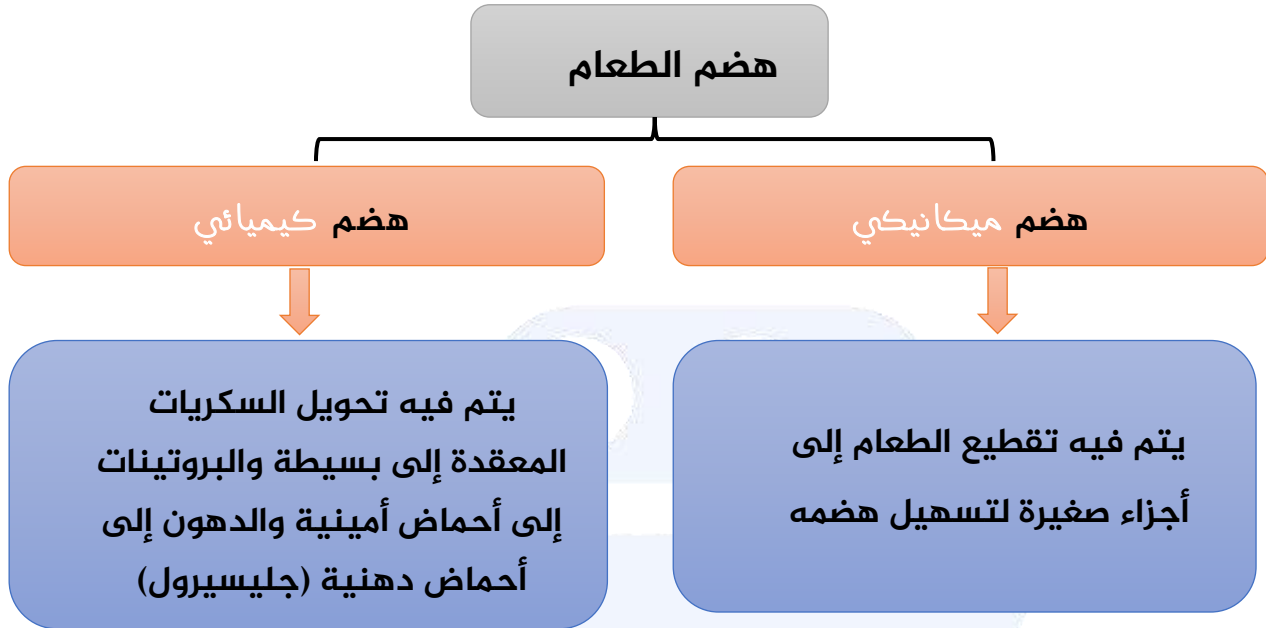 هضم الطعام
هضم ميكانيكي
هضم كيميائي
يتم فيه تقطيع الطعام إلى
أجزاء صغيرة لتسهيل هضمه
يتم فيه تحويل السكريات
المعقدة إلى بسيطة والبروتينات
إلى أحماض أمينية والدهون إلى
أحماض دهنية (جليسيرول)